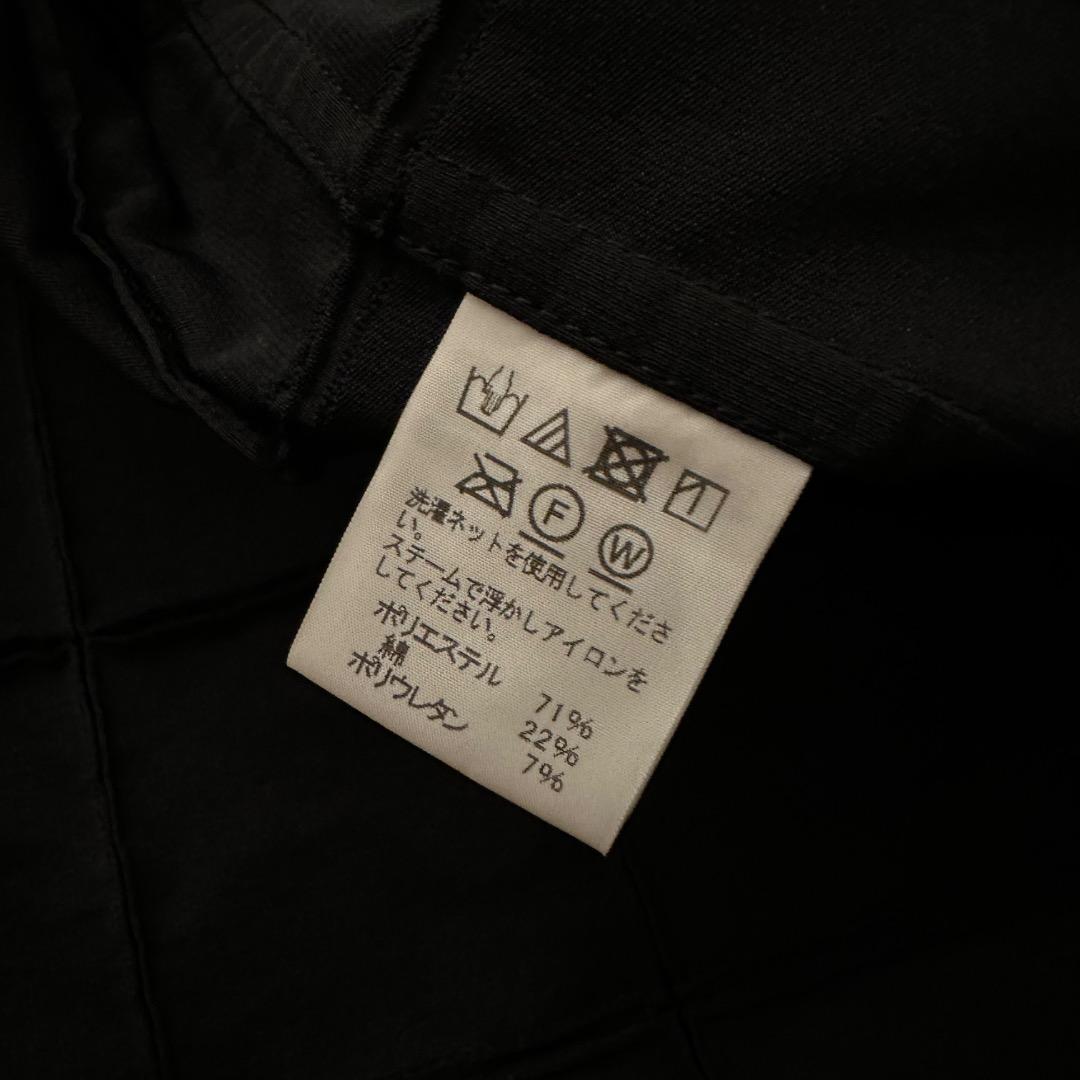 F W
洗濯ネットを使用してくださ
い。
スチームで浮かしアイロンを
してください。
ポリエステル 71%
綿 22%
ポリウレタン 7%